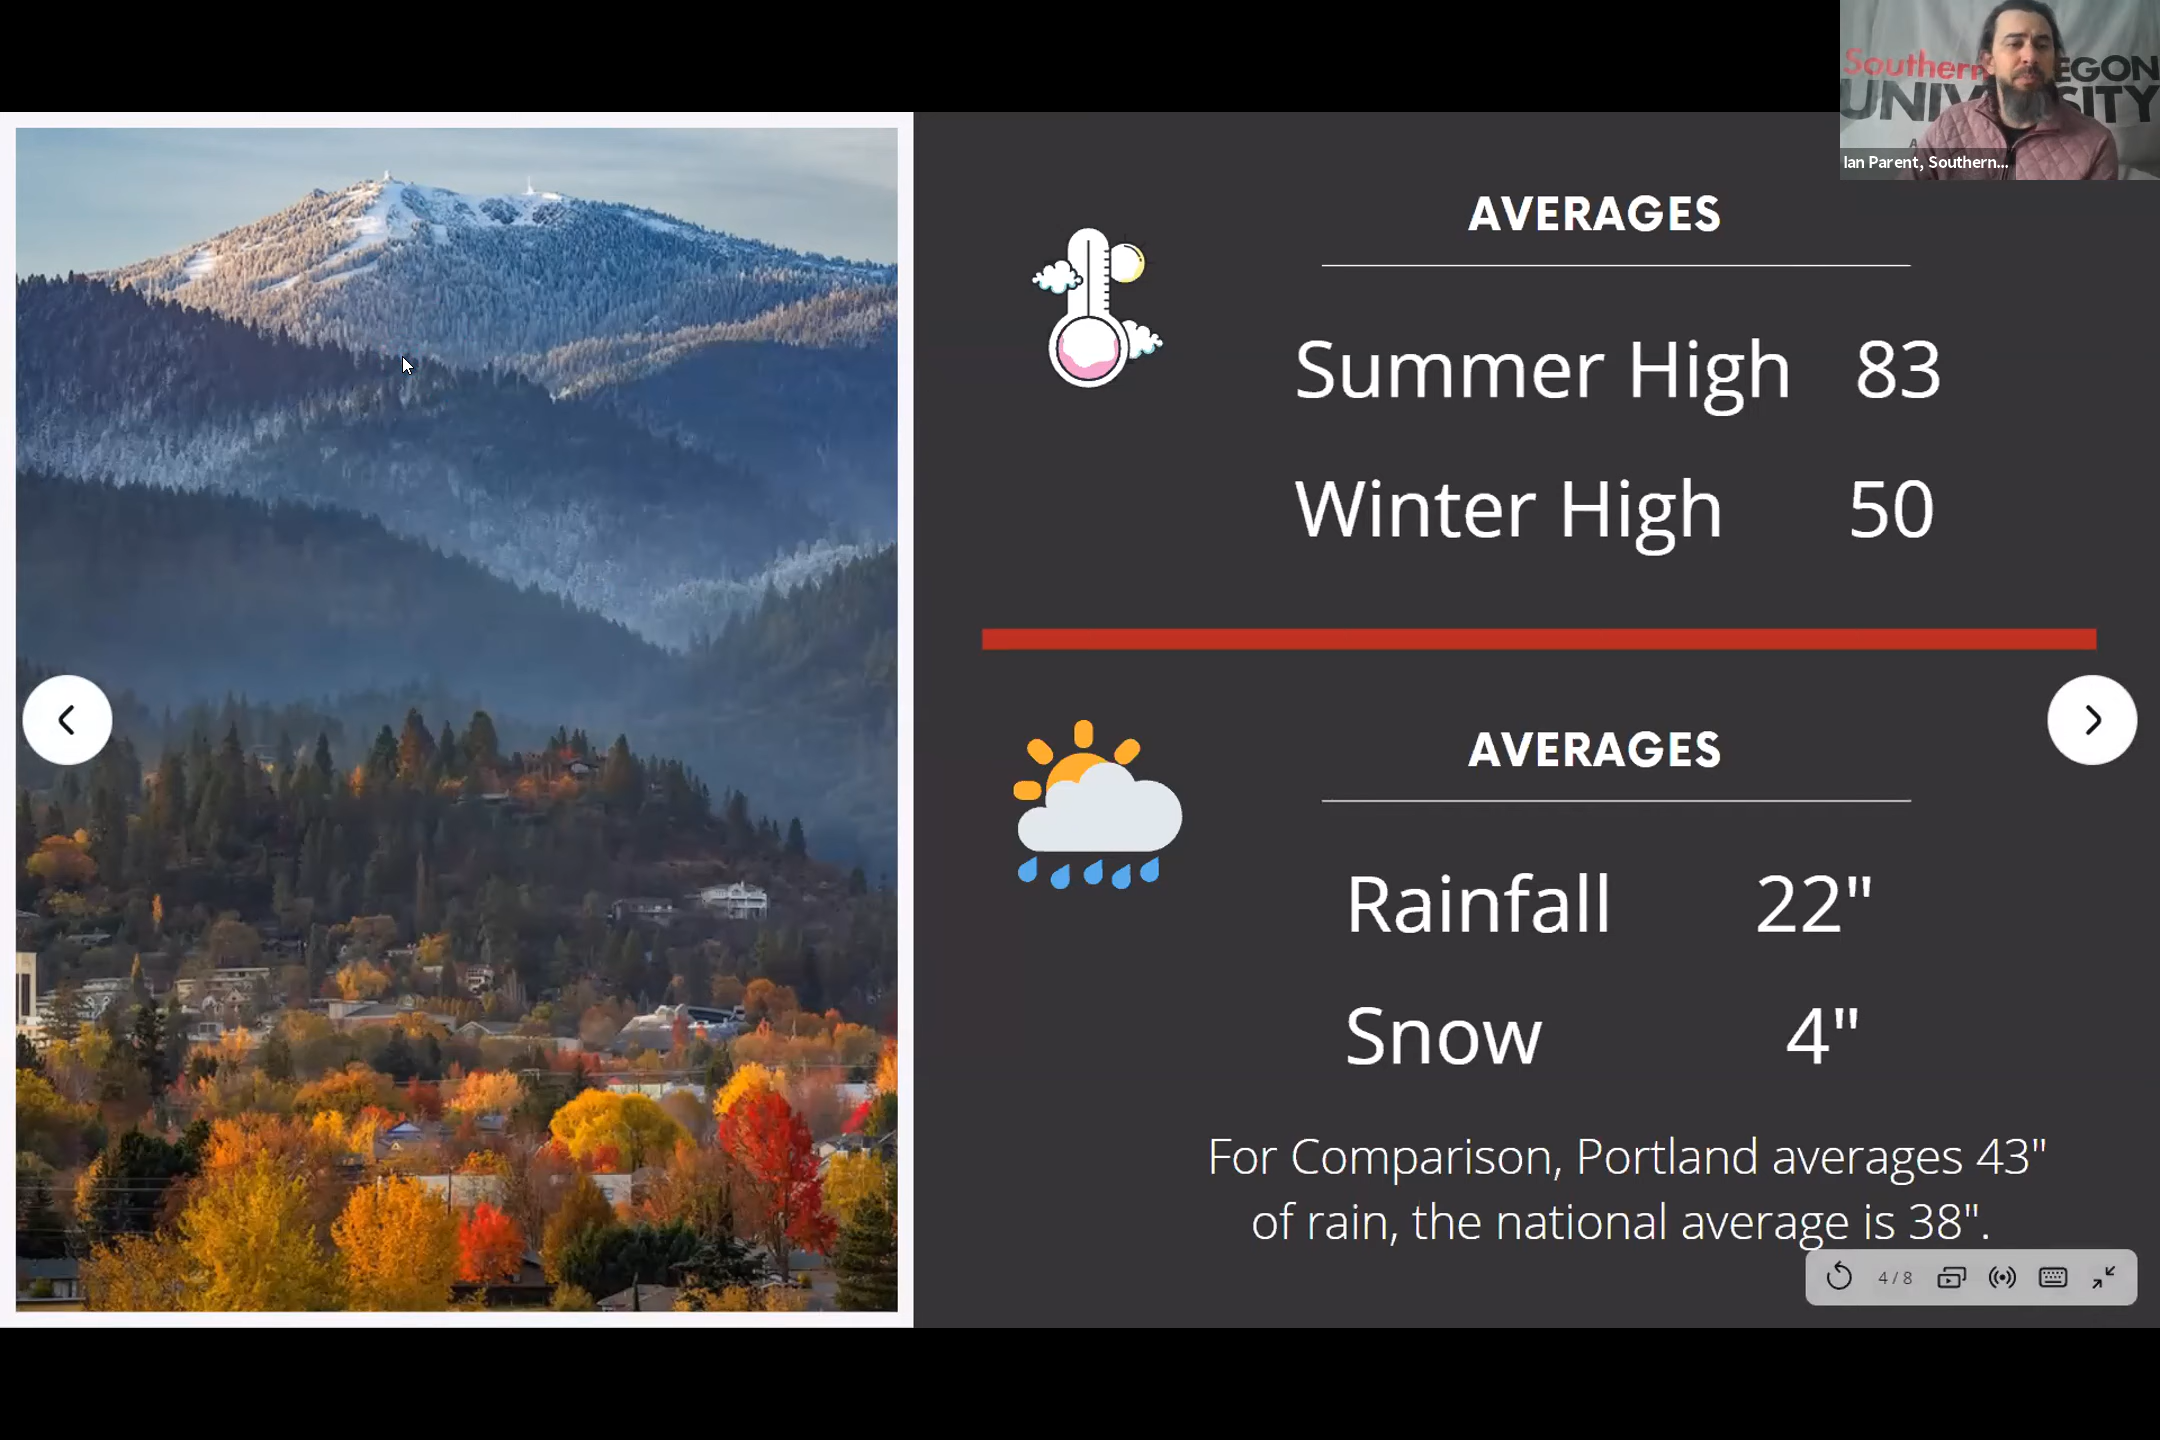 Southern EGON
UNIV SITY
A
Ian Parent, Southern...
AVERAGES
Summer High 83
Winter High 50
AVERAGES
Rainfall 22"
Snow 4"
For Comparison, Portland averages 43"
of rain, the national average is 38".
4 / 8